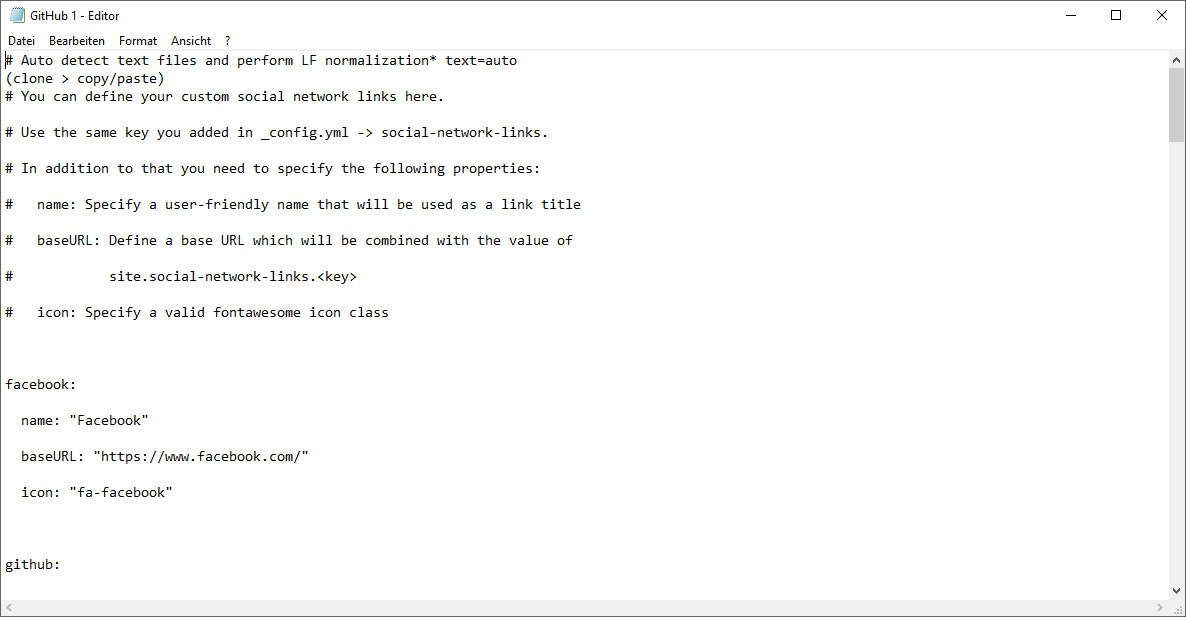 GitHub 1 - Editor
Datei Bearbeiten Format Ansicht ?
# Auto detect text files and perform LF normalization* text=auto
(clone > copy/paste)
# You can define your custom social network links here.
# Use the same key you added in _config.yml -> social-network-links.
# In addition to that you need to specify the following properties:
#   name: Specify a user-friendly name that will be used as a link title
#   baseURL: Define a base URL which will be combined with the value of
#            site.social-network-links.<key>
#   icon: Specify a valid fontawesome icon class
facebook:
  name: "Facebook"
  baseURL: "https://www.facebook.com/"
  icon: "fa-facebook"
github: